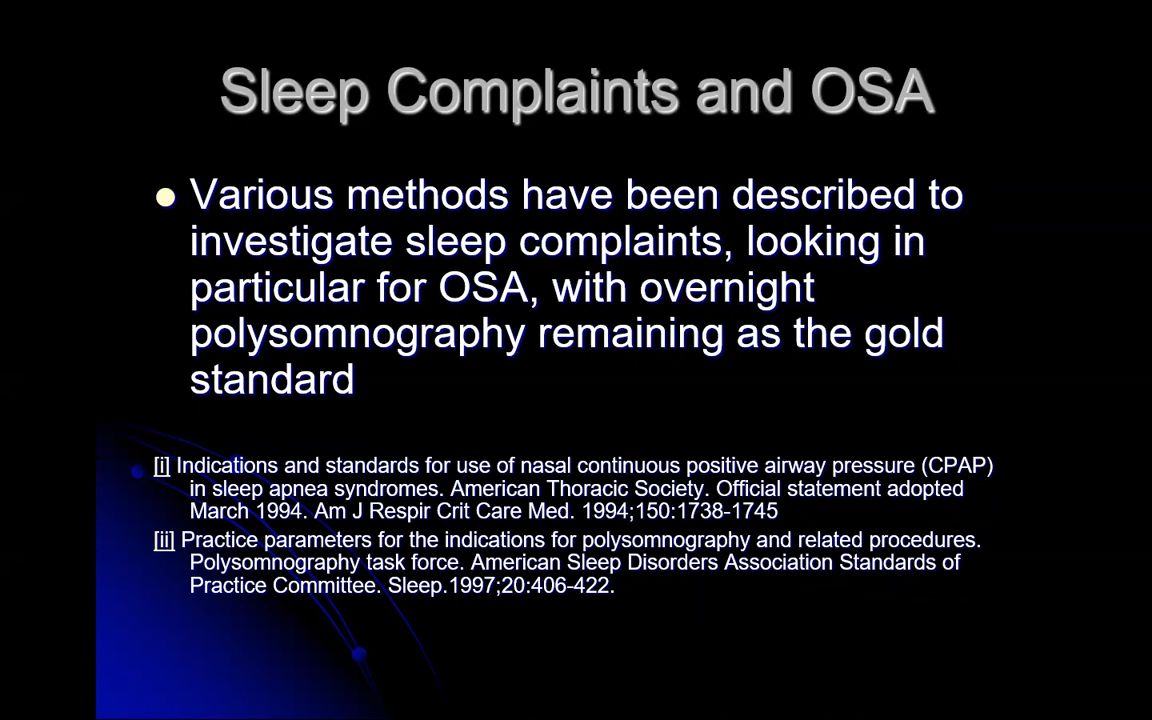 Sleep Complaints and OSA
Various methods have been described to
investigate sleep complaints, looking in
particular for OSA, with overnight
polysomnography remaining as the gold
standard
[i] Indications and standards for use of nasal continuous positive airway pressure (CPAP)
in sleep apnea syndromes. American Thoracic Society. Official statement adopted
March 1994. Am J Respir Crit Care Med. 1994;150:1738-1745
[ii] Practice parameters for the indications for polysomnography and related procedures.
Polysomnography task force. American Sleep Disorders Association Standards of
Practice Committee. Sleep.1997;20:406-422.